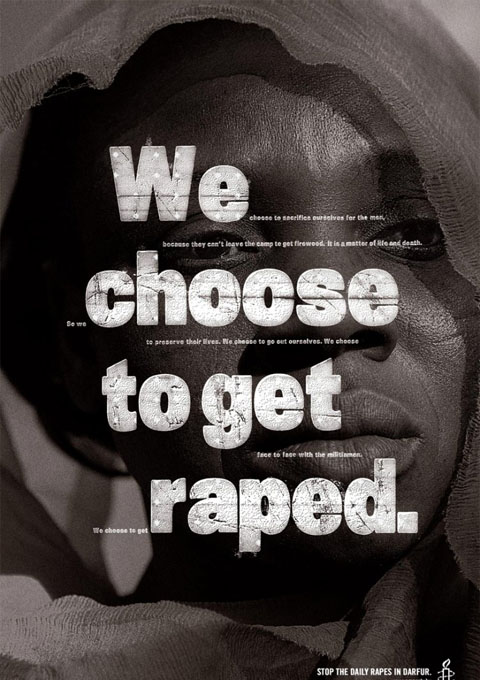 We
choose to sacrifice ourselves for the men,
because they can't leave the camp to get firewood. It is a matter of life and death.
So we choose
to preserve their lives. We choose to go out ourselves. We choose
to get
face to face with the militiamen.
We choose to get raped.
STOP THE DAILY RAPES IN DARFUR.